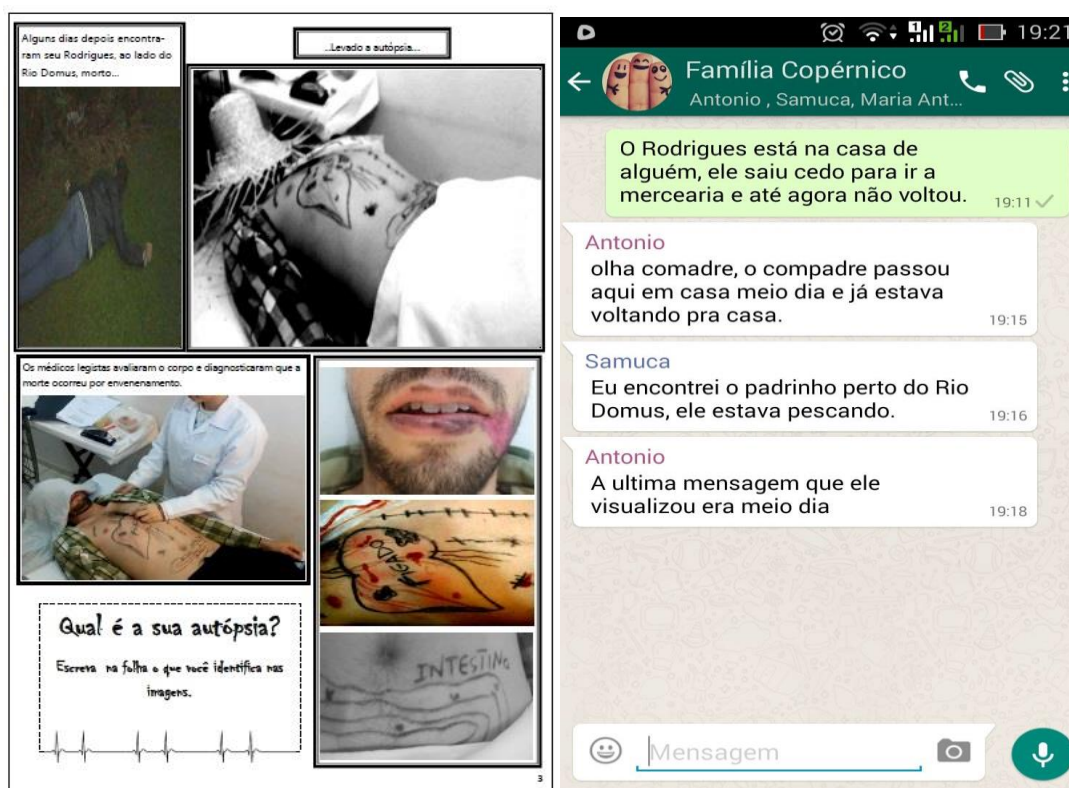 Alguns dias depois encontra-
ram seu Rodrigues, ao lado do
Rio Domus, morto...
...Levado a autópsia...
Os médicos legistas avaliaram o corpo e diagnosticaram que a
morte ocorreu por envenenamento.
FIGADO
INTESTINO
Qual é a sua autópsia?
Escreva na folha o que você identifica nas
imagens.
3
1
2
19:21
Família Copérnico
Antonio , Samuca, Maria Ant...
O Rodrigues está na casa de
alguém, ele saiu cedo para ir a
mercearia e até agora não voltou.
19:11
Antonio
olha comadre, o compadre passou
aqui em casa meio dia e já estava
voltando pra casa.
19:15
Samuca
Eu encontrei o padrinho perto do Rio
Domus, ele estava pescando.
19:16
Antonio
A ultima mensagem que ele
visualizou era meio dia
19:18
Mensagem